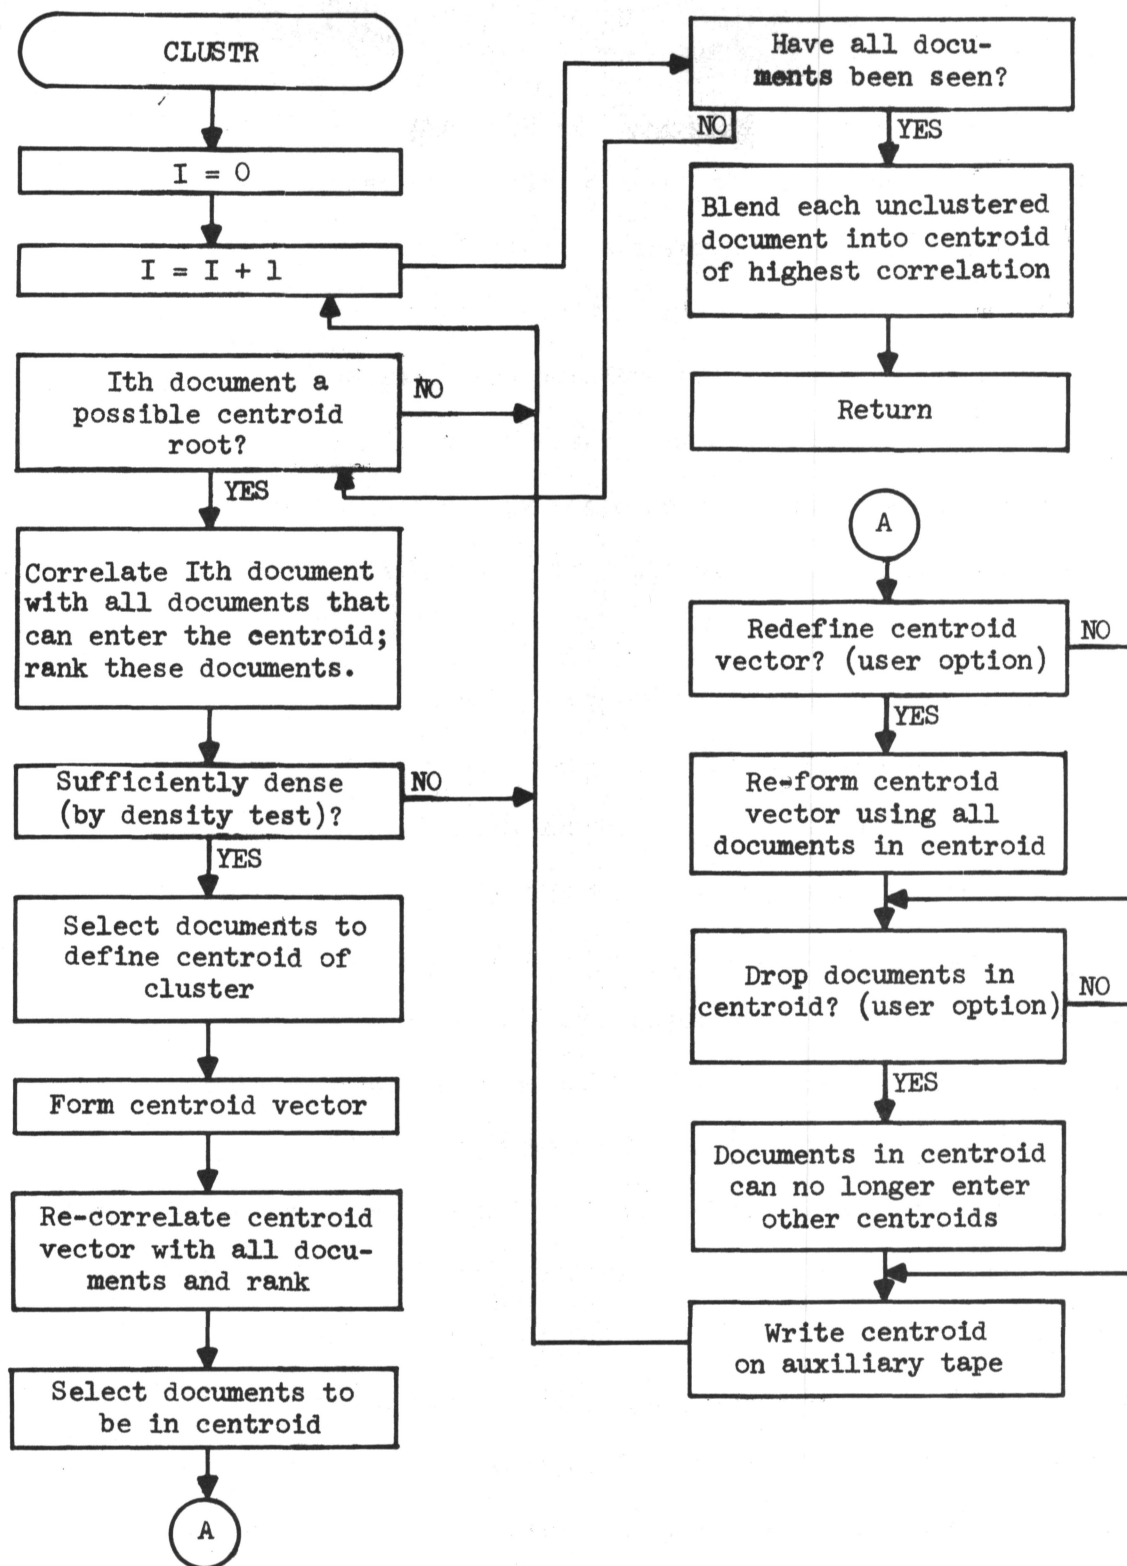 CLUSTR
I = 0
I = I + 1
Ith document a
possible centroid
root?
NO
YES
Correlate Ith document
with all documents that
can enter the centroid;
rank these documents.
Sufficiently dense
(by density test)?
NO
YES
Select documents to
define centroid of
cluster
Form centroid vector
Re-correlate centroid
vector with all docu-
ments and rank
Select documents to
be in centroid
A
Have all docu-
ments been seen?
NO
YES
Blend each unclustered
document into centroid
of highest correlation
Return
A
Redefine centroid
vector? (user option)
NO
YES
Re-form centroid
vector using all
documents in centroid
Drop documents in
centroid? (user option)
NO
YES
Documents in centroid
can no longer enter
other centroids
Write centroid
on auxiliary tape